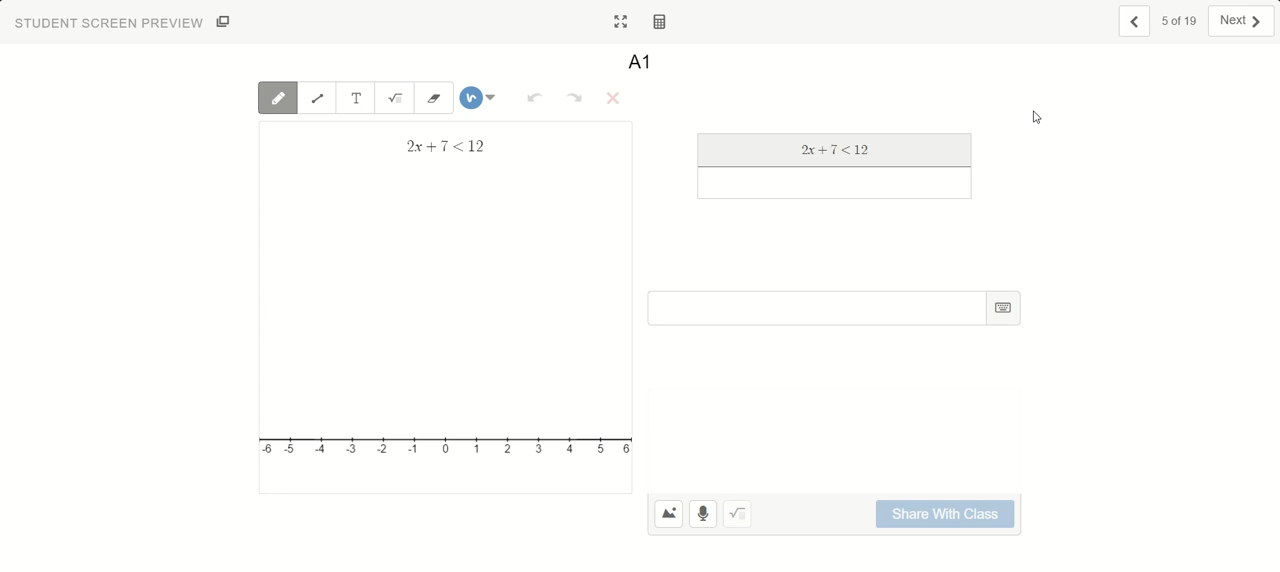 STUDENT SCREEN PREVIEW
5 of 19
Next
A1
T
2x + 7 < 12
2x + 7 < 12
-6 -5 -4 -3 -2 -1 0 1 2 3 4 5 6
Share With Class